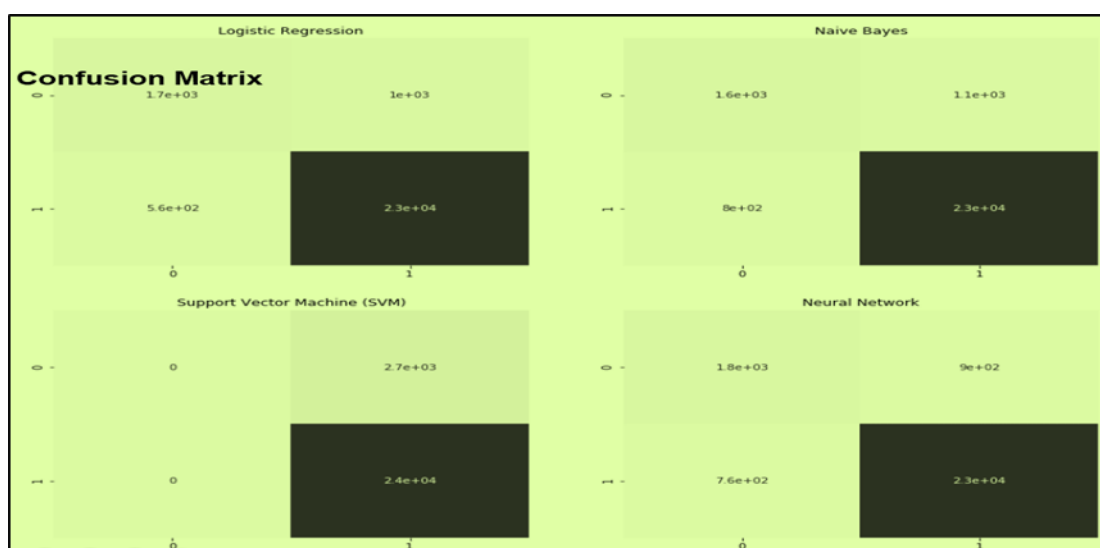 Logistic Regression
Naive Bayes
Confusion Matrix
0 1.7e+03 1e+03
0 1.6e+03 1.1e+03
1 5.6e+02 2.3e+04
1 8e+02 2.3e+04
0 1
0 1
Support Vector Machine (SVM)
Neural Network
0 0 2.7e+03
0 1.8e+03 9e+02
1 0 2.4e+04
1 7.6e+02 2.3e+04
0 1
0 1